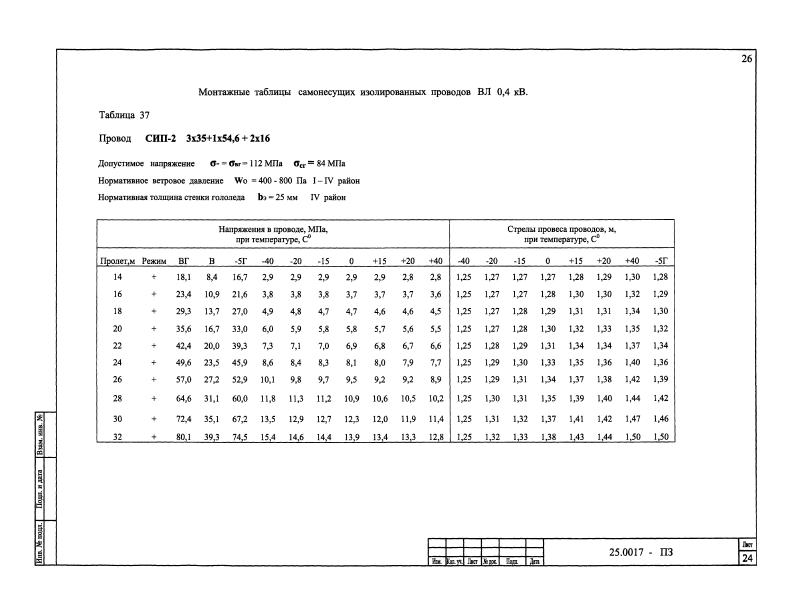 26
Монтажные таблицы самонесущих изолированных проводов ВЛ 0,4 кВ.
Таблица 37
Провод СИП-2 3х35+1х54,6 + 2х16
Допустимое напряжение σ- = σвг = 112 МПа σсг = 84 МПа
Нормативное ветровое давление Wo = 400 - 800 Па I – IV район
Нормативная толщина стенки гололеда bэ = 25 мм IV район
Напряжения в проводе, МПа, при температуре, С⁰ Стрелы провеса проводов, м, при температуре, С⁰
Пролет,м Режим ВГ В -5Г -40 -20 -15 0 +15 +20 +40 -40 -20 -15 0 +15 +20 +40 -5Г
14 + 18,1 8,4 16,7 2,9 2,9 2,9 2,9 2,9 2,8 2,8 1,25 1,27 1,27 1,27 1,28 1,29 1,30 1,28
16 + 23,4 10,9 21,6 3,8 3,8 3,8 3,7 3,7 3,7 3,6 1,25 1,27 1,27 1,28 1,30 1,30 1,32 1,29
18 + 29,3 13,7 27,0 4,9 4,8 4,7 4,7 4,6 4,6 4,5 1,25 1,27 1,28 1,29 1,31 1,31 1,34 1,30
20 + 35,6 16,7 33,0 6,0 5,9 5,8 5,8 5,7 5,6 5,5 1,25 1,27 1,28 1,30 1,32 1,33 1,35 1,32
22 + 42,4 20,0 39,3 7,3 7,1 7,0 6,9 6,8 6,7 6,6 1,25 1,28 1,29 1,31 1,34 1,34 1,37 1,34
24 + 49,6 23,5 45,9 8,6 8,4 8,3 8,1 8,0 7,9 7,7 1,25 1,29 1,30 1,33 1,35 1,36 1,40 1,36
26 + 57,0 27,2 52,9 10,1 9,8 9,7 9,5 9,2 9,2 8,9 1,25 1,29 1,31 1,34 1,37 1,38 1,42 1,39
28 + 64,6 31,1 60,0 11,8 11,3 11,2 10,9 10,6 10,5 10,2 1,25 1,30 1,31 1,35 1,39 1,40 1,44 1,42
30 + 72,4 35,1 67,2 13,5 12,9 12,7 12,3 12,0 11,9 11,4 1,25 1,31 1,32 1,37 1,41 1,42 1,47 1,46
32 + 80,1 39,3 74,5 15,4 14,6 14,4 13,9 13,4 13,3 12,8 1,25 1,32 1,33 1,38 1,43 1,44 1,50 1,50
Взам. инв. №
Подп. и дата
Инв. № подл.
Изм. Кол. уч. Лист № док. Подп. Дата
25.0017 - ПЗ
Лист
24